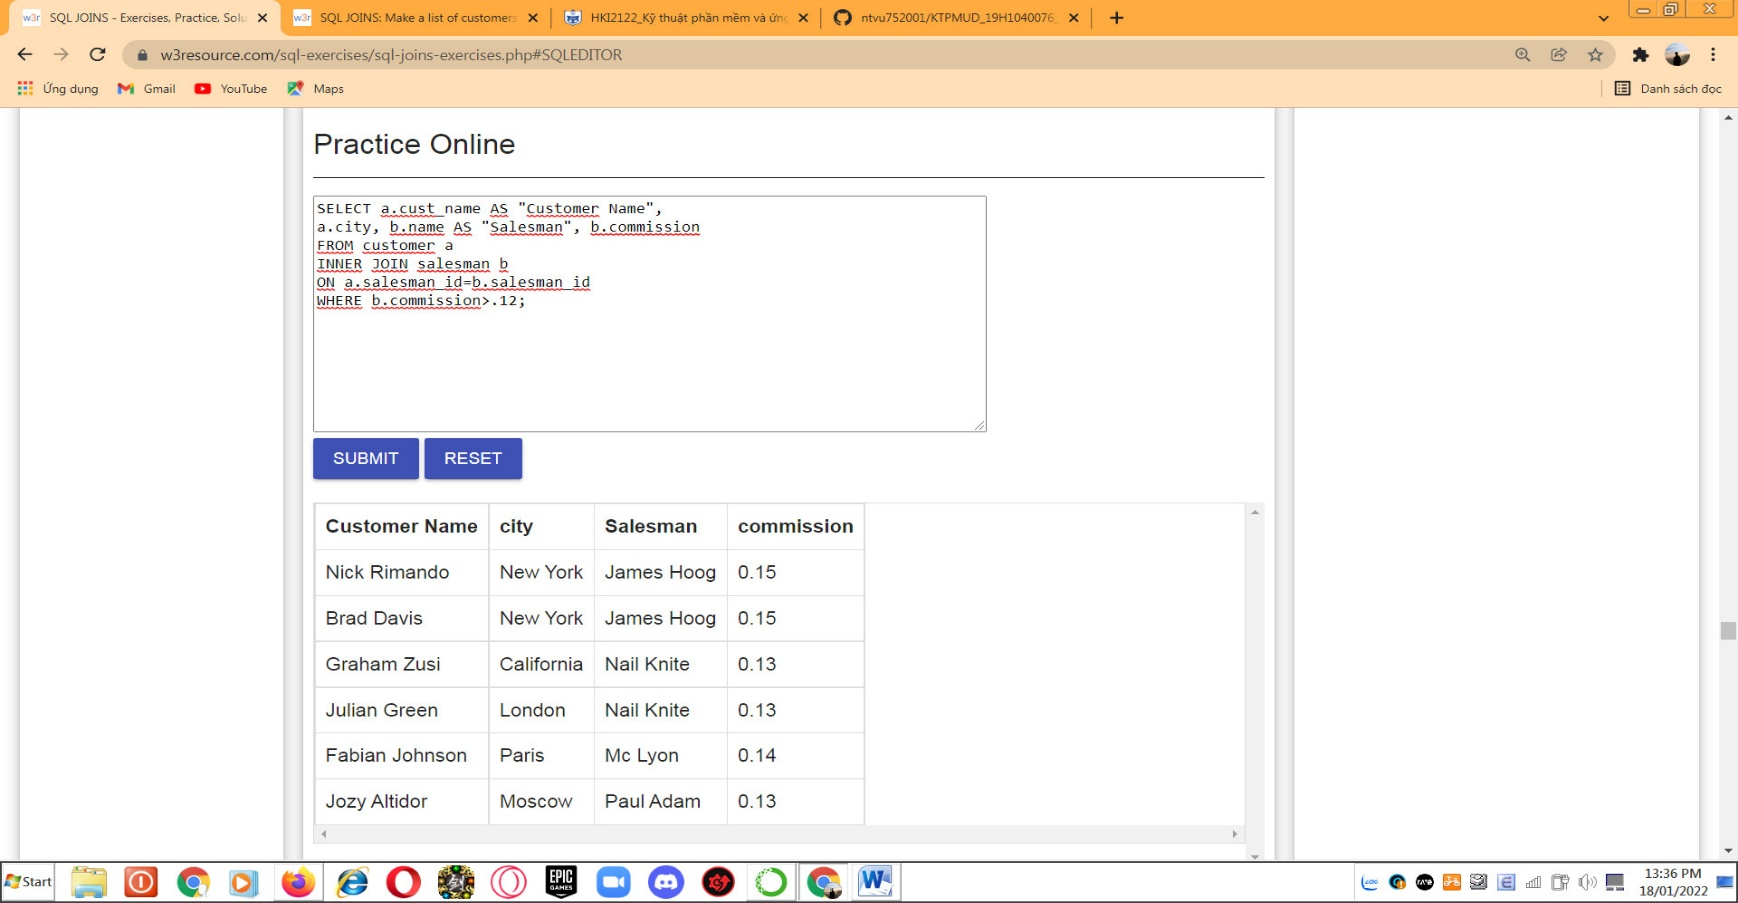 SQL JOINS - Exercises, Practice, Solu
SQL JOINS: Make a list of customers
HKI2122_Kỹ thuật phần mềm và ứng
ntvu752001/KTPMUD_19H1040076_
w3resource.com/sql-exercises/sql-joins-exercises.php#SQLEDITOR
Ứng dụng
Gmail
YouTube
Maps
Danh sách đọc
Practice Online
SELECT a.cust_name AS "Customer Name",
a.city, b.name AS "Salesman", b.commission
FROM customer a
INNER JOIN salesman b
ON a.salesman_id=b.salesman_id
WHERE b.commission>.12;
SUBMIT RESET
Customer Name city Salesman commission
Nick Rimando New York James Hoog 0.15
Brad Davis New York James Hoog 0.15
Graham Zusi California Nail Knite 0.13
Julian Green London Nail Knite 0.13
Fabian Johnson Paris Mc Lyon 0.14
Jozy Altidor Moscow Paul Adam 0.13
Start
EPIC GAMES
13:36 PM
18/01/2022